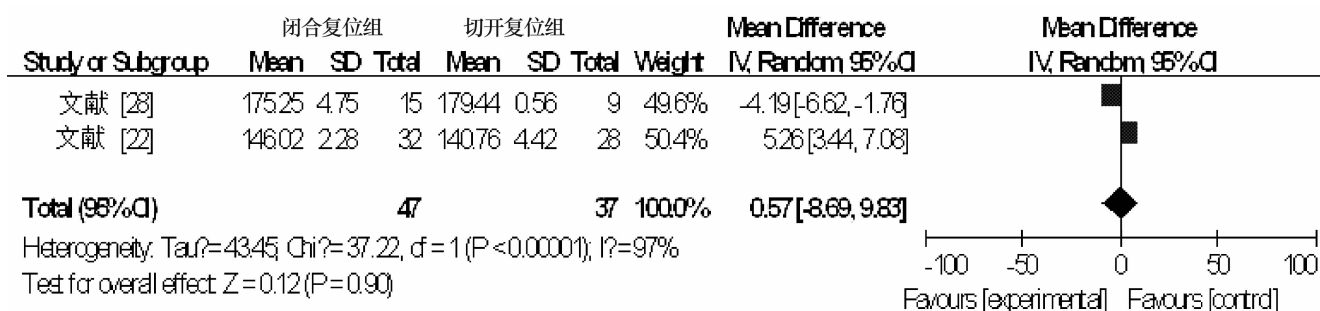 闭合复位组 切开复位组 Mean Difference Mean Difference
Study or Subgroup Mean SD Total Mean SD Total Weight IV, Random, 95%CI IV, Random, 95%CI
文献 [28] 175.25 4.75 15 179.44 0.56 9 49.6% -4.19 [-6.62, -1.76]
文献 [22] 146.02 2.28 32 140.76 4.42 28 50.4% 5.26 [3.44, 7.08]
Total (95%CI) 47 37 100.0% 0.57 [-8.69, 9.83]
Heterogeneity: Tau?= 43.45; Chi?= 37.22, df = 1 (P <0.00001); I?= 97%
Test for overall effect: Z = 0.12 (P = 0.90)
-100 -50 0 50 100
Favours [experimental] Favours [control]